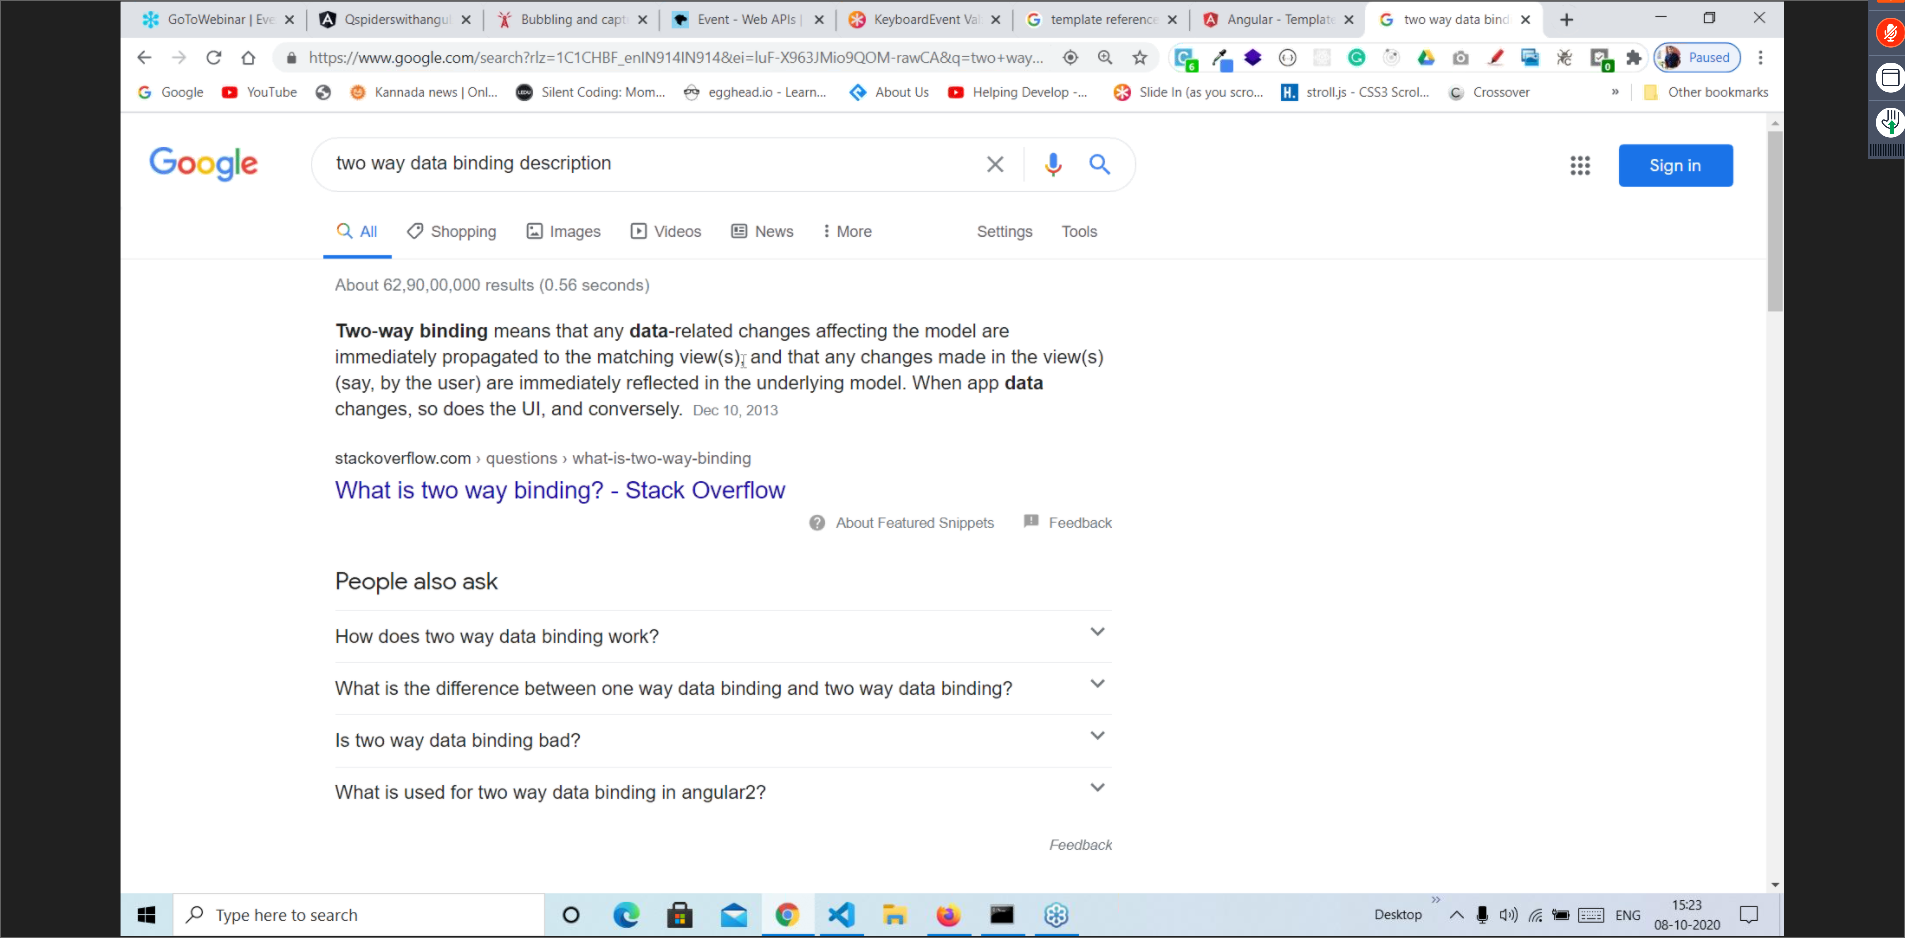 GoToWebinar | Eve
Qspiderswithangul
Bubbling and capt
Event - Web APIs |
KeyboardEvent Val
template reference
Angular - Template
two way data bind
https://www.google.com/search?rlz=1C1CHBF_enIN914IN914&ei=luF-X963JMio9QOM-rawCA&q=two+way...
6
0
Paused
Google
YouTube
Kannada news | Onl...
Silent Coding: Mom...
egghead.io - Learn...
About Us
Helping Develop -...
Slide In (as you scro...
H.
stroll.js - CSS3 Scrol...
Crossover
»
Other bookmarks
Google
two way data binding description
Sign in
All
Shopping
Images
Videos
News
More
Settings
Tools
About 62,90,00,000 results (0.56 seconds)
Two-way binding means that any data-related changes affecting the model are
immediately propagated to the matching view(s), and that any changes made in the view(s)
(say, by the user) are immediately reflected in the underlying model. When app data
changes, so does the UI, and conversely. Dec 10, 2013
stackoverflow.com › questions › what-is-two-way-binding
What is two way binding? - Stack Overflow
About Featured Snippets
Feedback
People also ask
How does two way data binding work?
What is the difference between one way data binding and two way data binding?
Is two way data binding bad?
What is used for two way data binding in angular2?
Feedback
Type here to search
Desktop
»
ENG
15:23
08-10-2020